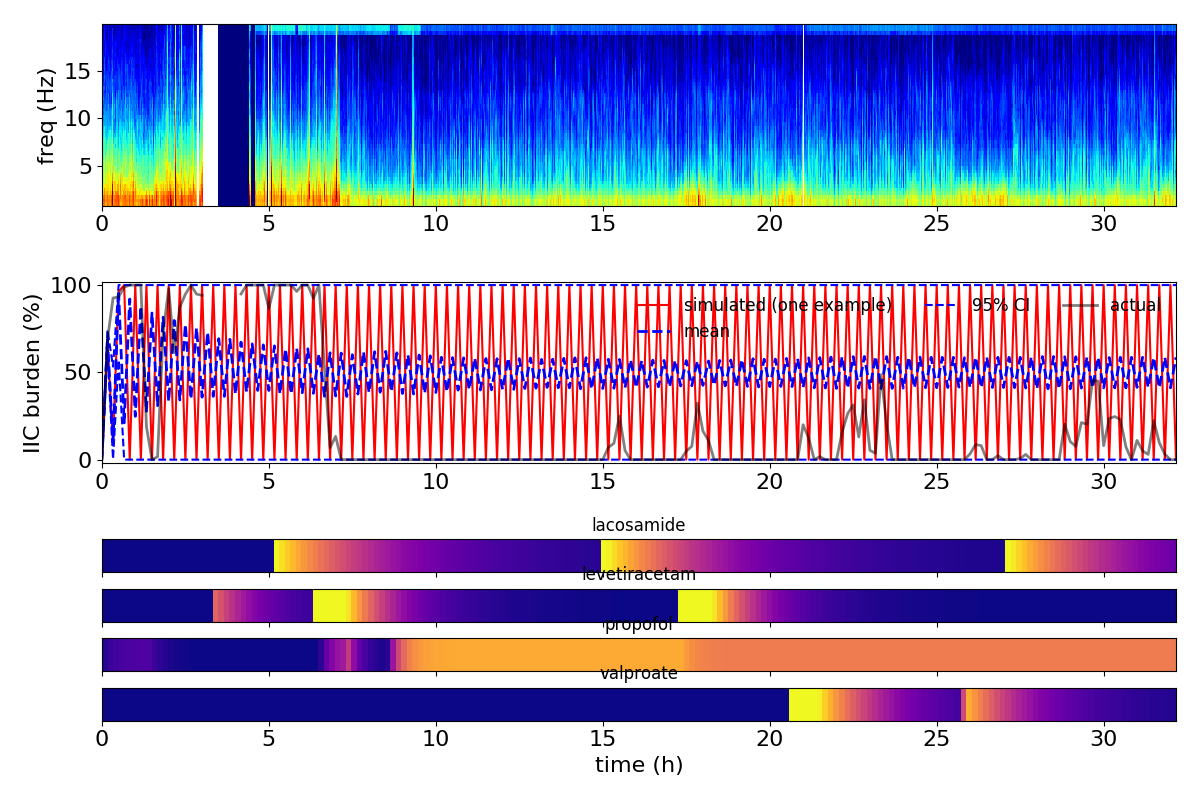 freq (Hz)
15
10
5
0 5 10 15 20 25 30
IIC burden (%)
100
50
0
simulated (one example)
mean
95% CI
actual
0 5 10 15 20 25 30
lacosamide
levetiracetam
propofol
valproate
0 5 10 15 20 25 30
time (h)